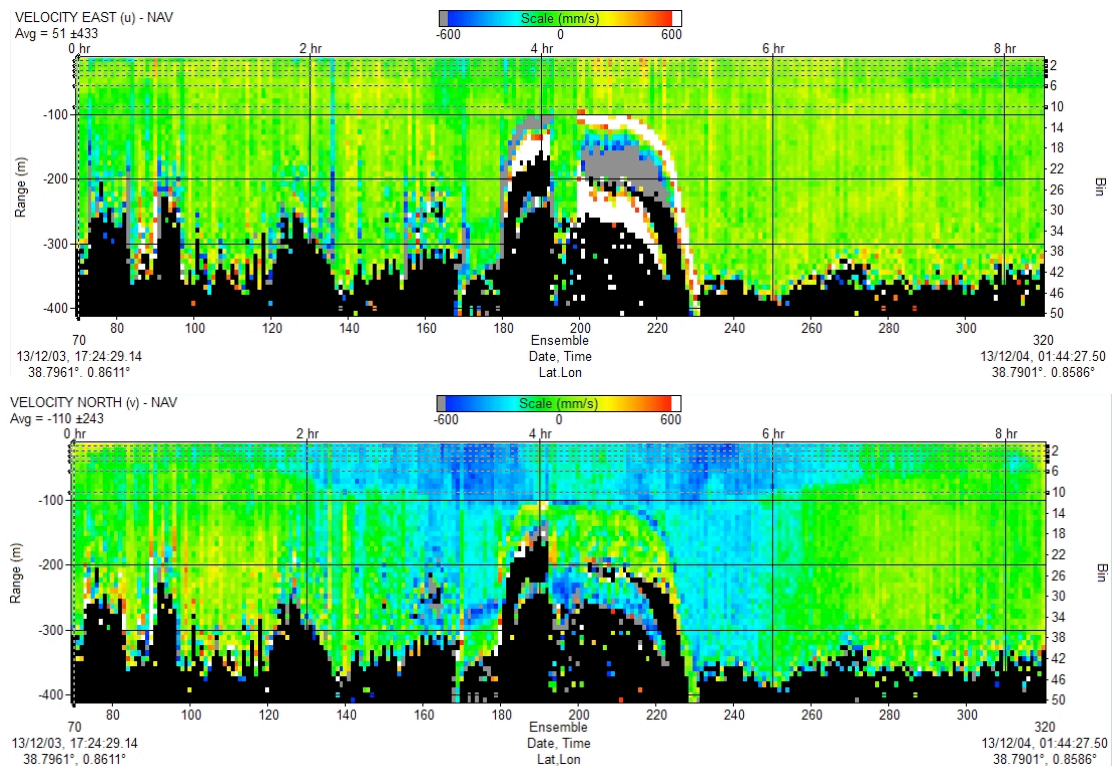 VELOCITY EAST (u) - NAV
Avg = 51 ±433
Scale (mm/s)
-600 0 600
0 hr 2 hr 4 hr 6 hr 8 hr
Range (m)
-100
-200
-300
-400
2
6
10
14
18
22
26
30
34
38
42
46
50
Bin
80 100 120 140 160 180 200 220 240 260 280 300
70 Ensemble 320
13/12/03, 17:24:29.14 Date, Time 13/12/04, 01:44:27.50
38.7961°. 0.8611° Lat.Lon 38.7901°. 0.8586°
VELOCITY NORTH (v) - NAV
Avg = -110 ±243
Scale (mm/s)
-600 0 600
0 hr 2 hr 4 hr 6 hr 8 hr
Range (m)
-100
-200
-300
-400
2
6
10
14
18
22
26
30
34
38
42
46
50
Bin
80 100 120 140 160 180 200 220 240 260 280 300
70 Ensemble 320
13/12/03, 17:24:29.14 Date, Time 13/12/04, 01:44:27.50
38.7961°, 0.8611° Lat,Lon 38.7901°, 0.8586°